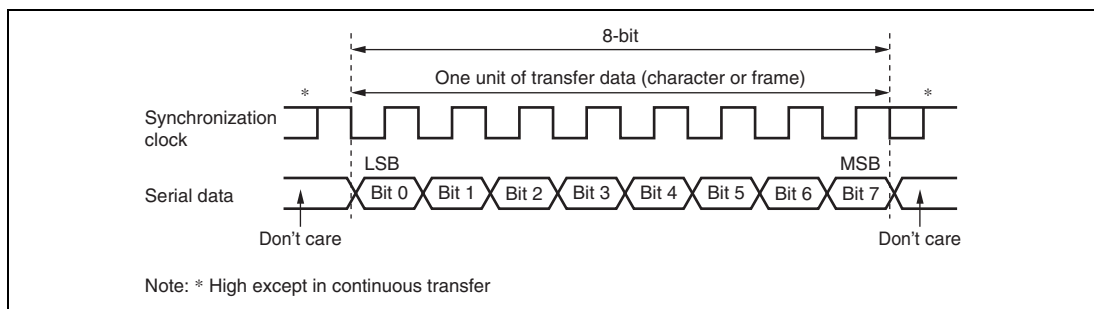 8-bit
One unit of transfer data (character or frame)
* *
Synchronization
clock
LSB MSB
Serial data Bit 0 Bit 1 Bit 2 Bit 3 Bit 4 Bit 5 Bit 6 Bit 7
Don't care Don't care
Note: * High except in continuous transfer